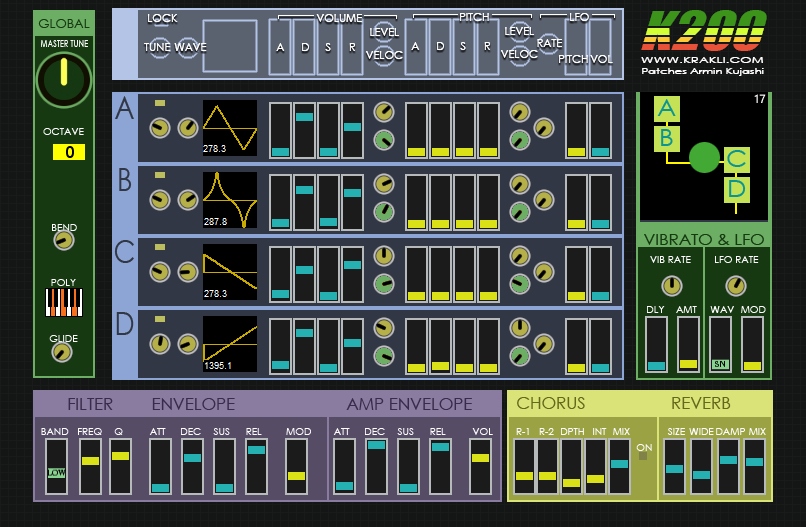 GLOBAL
MASTER TUNE
OCTAVE
0
BEND
POLY
GLIDE
LOCK
VOLUME
PITCH
LFO
TUNE WAVE
A D S R
LEVEL
VELOC
A D S R
LEVEL
VELOC
RATE
PITCH VOL
K200
WWW.KRAKLI.COM
Patches Armin Kujashi
A
278.3
B
287.8
C
278.3
D
1395.1
17
A
B
C
D
VIBRATO & LFO
VIB RATE
LFO RATE
DLY AMT WAV MOD
SN
FILTER ENVELOPE
BAND FREQ Q ATT DEC SUS REL MOD
LOW
AMP ENVELOPE
ATT DEC SUS REL VOL
CHORUS
R-1 R-2 DPTH INT MIX
ON
REVERB
SIZE WIDE DAMP MIX